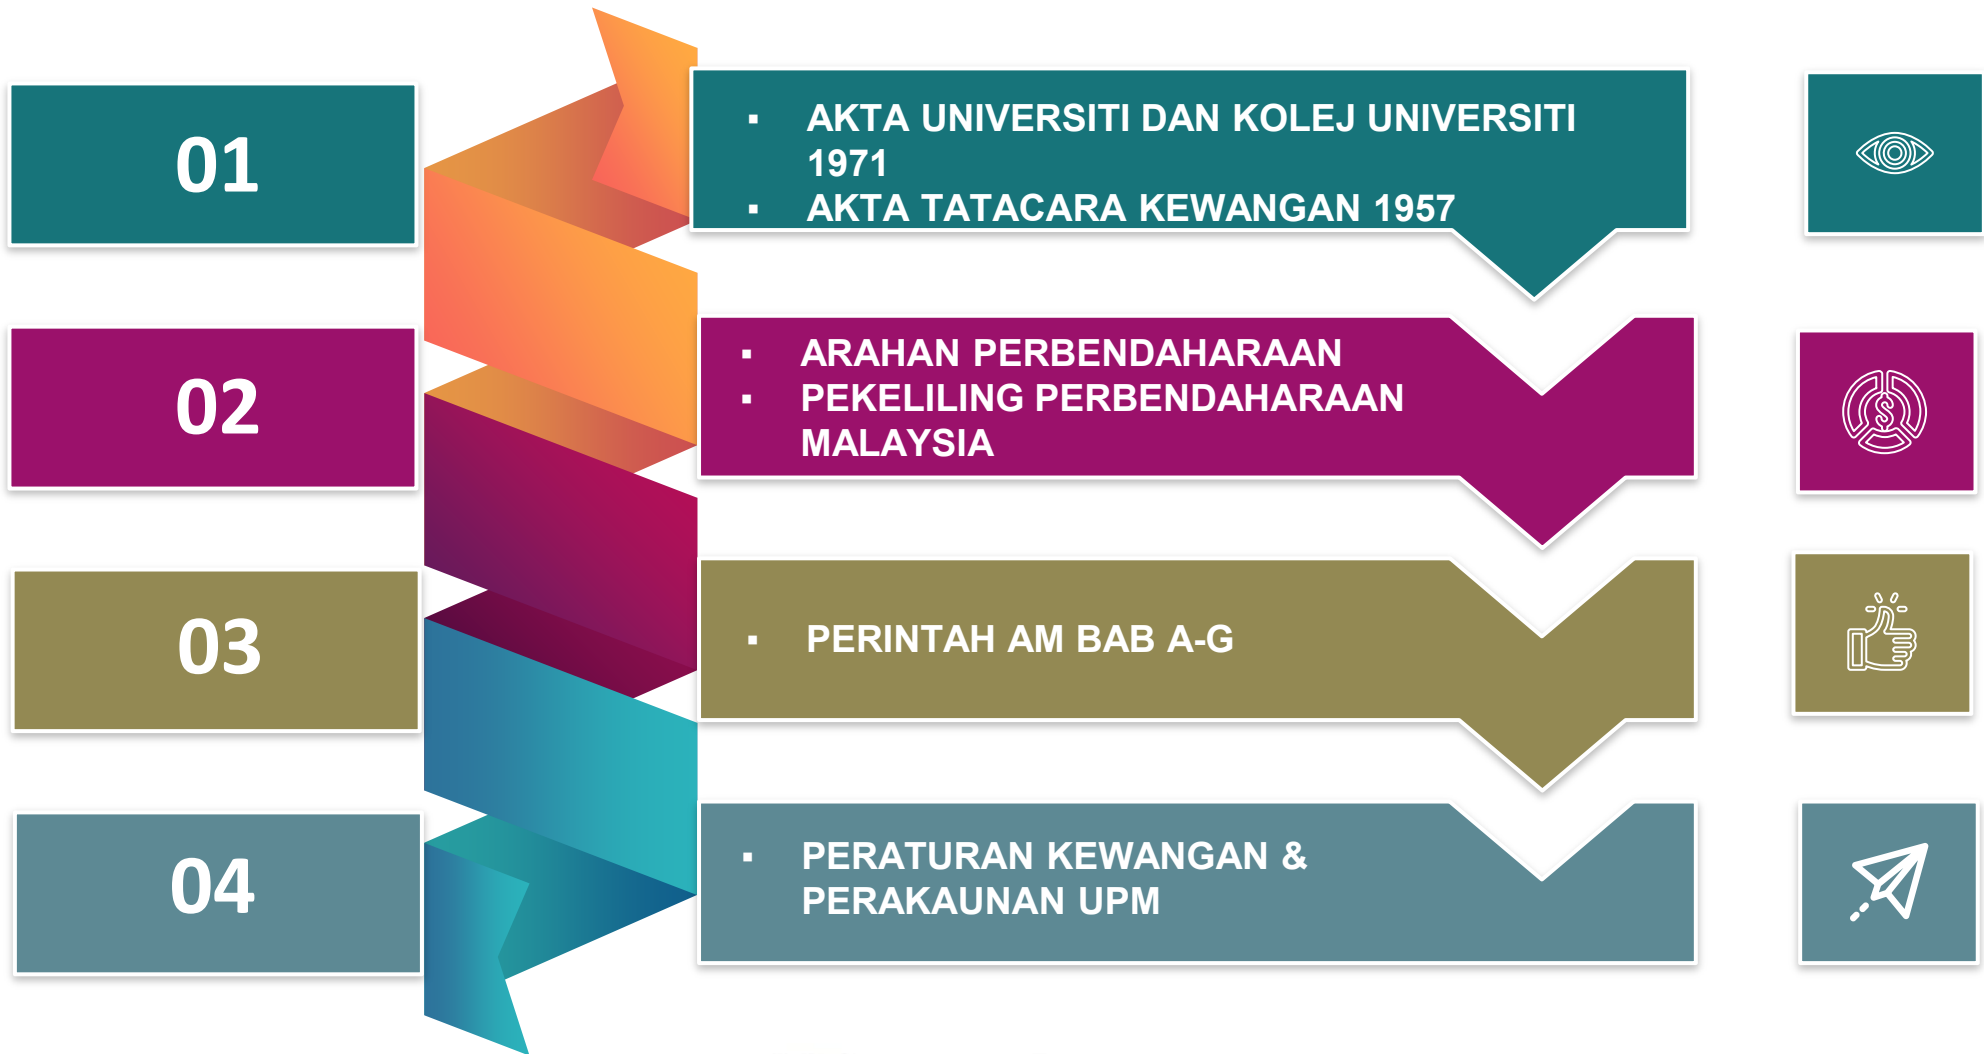 01
▪ AKTA UNIVERSITI DAN KOLEJ UNIVERSITI
1971
▪ AKTA TATACARA KEWANGAN 1957
02
▪ ARAHAN PERBENDAHARAAN
▪ PEKELILING PERBENDAHARAAN
MALAYSIA
03
▪ PERINTAH AM BAB A-G
04
▪ PERATURAN KEWANGAN &
PERAKAUNAN UPM